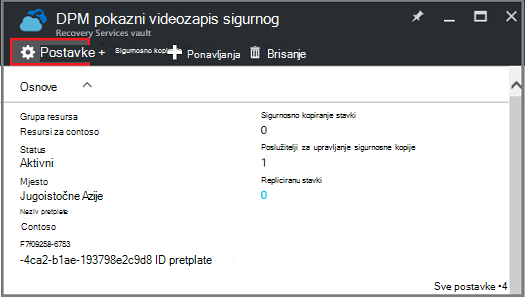 DPM pokazni videozapis sigurnog
Recovery Services vault
Postavke + Sigurnosno kopije + Ponavljanja Brisanje
Osnove
Grupa resursa
Resursi za contoso
Status
Aktivni
Mjesto
Jugoistočne Azije
Naziv pretplate
Contoso
F7f09258-6753
-4ca2-b1ae-193798e2c9d8 ID pretplate
Sigurnosno kopiranje stavki
0
Poslužitelji za upravljanje sigurnosne kopije
1
Repliciranu stavki
0
Sve postavke •4